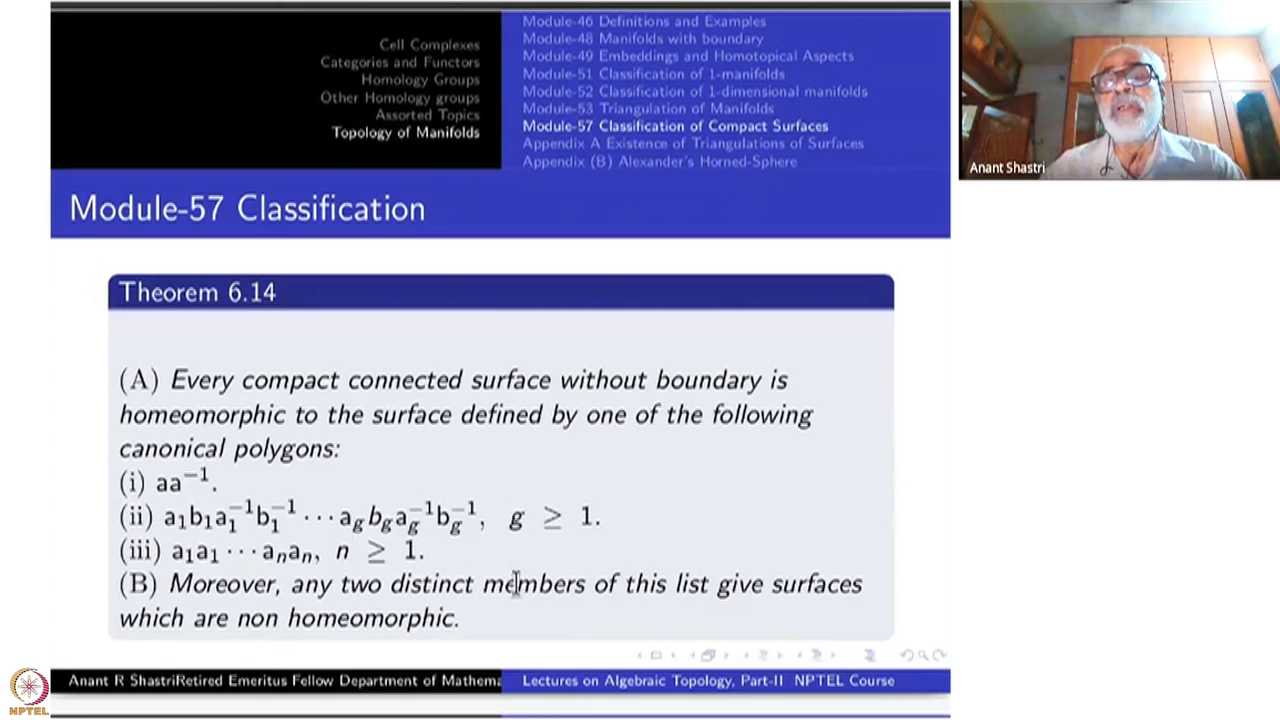 Cell Complexes
Categories and Functors
Homology Groups
Other Homology groups
Assorted Topics
Topology of Manifolds
Module-46 Definitions and Examples
Module-48 Manifolds with boundary
Module-49 Embeddings and Homotopical Aspects
Module-51 Classification of 1-manifolds
Module-52 Classification of 1-dimensional manifolds
Module-53 Triangulation of Manifolds
Module-57 Classification of Compact Surfaces
Appendix A Existence of Triangulations of Surfaces
Appendix (B) Alexander's Horned-Sphere
Anant Shastri
Module-57 Classification
Theorem 6.14
(A) Every compact connected surface without boundary is
homeomorphic to the surface defined by one of the following
canonical polygons:
(i) aa⁻¹.
(ii) a₁b₁a₁⁻¹b₁⁻¹ ⋯ a_g b_g a_g⁻¹ b_g⁻¹, g ≥ 1.
(iii) a₁a₁ ⋯ aₙaₙ, n ≥ 1.
(B) Moreover, any two distinct members of this list give surfaces
which are non homeomorphic.
Anant R ShastriRetired Emeritus Fellow Department of Mathema
Lectures on Algebraic Topology, Part-II NPTEL Course
NPTEL